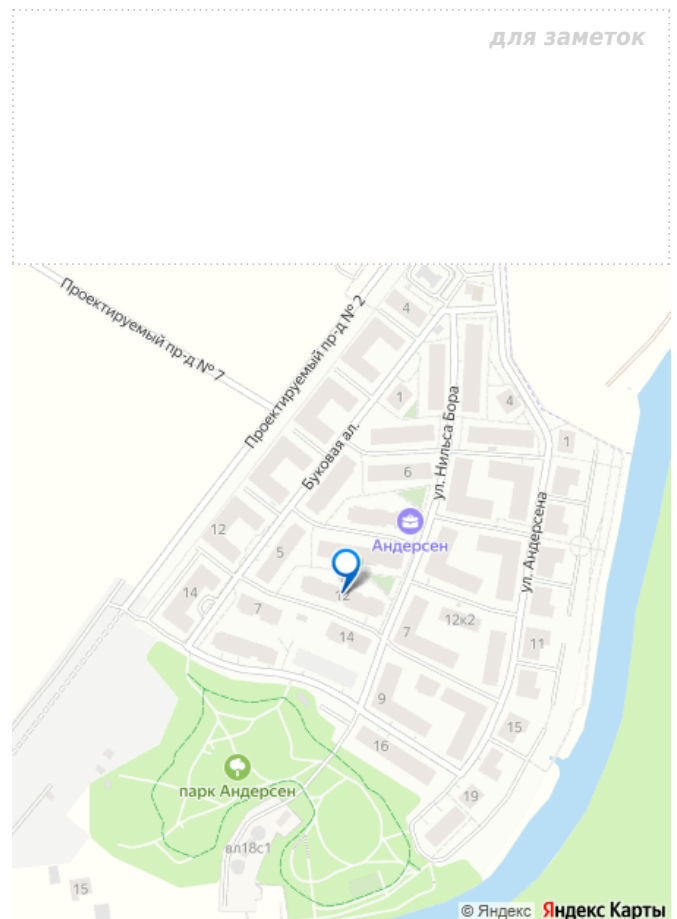 для заметок
Проектируемый пр-д № 7
Проектируемый пр-д № 2
4
1
4
Буковая ал.
ул. Нильса Бора
1
6
ул. Андерсена
12
Андерсен
5
14
12
7
14
7
12к2
11
9
15
16
парк Андерсен
19
вл18с1
15
© Яндекс Яндекс Карты